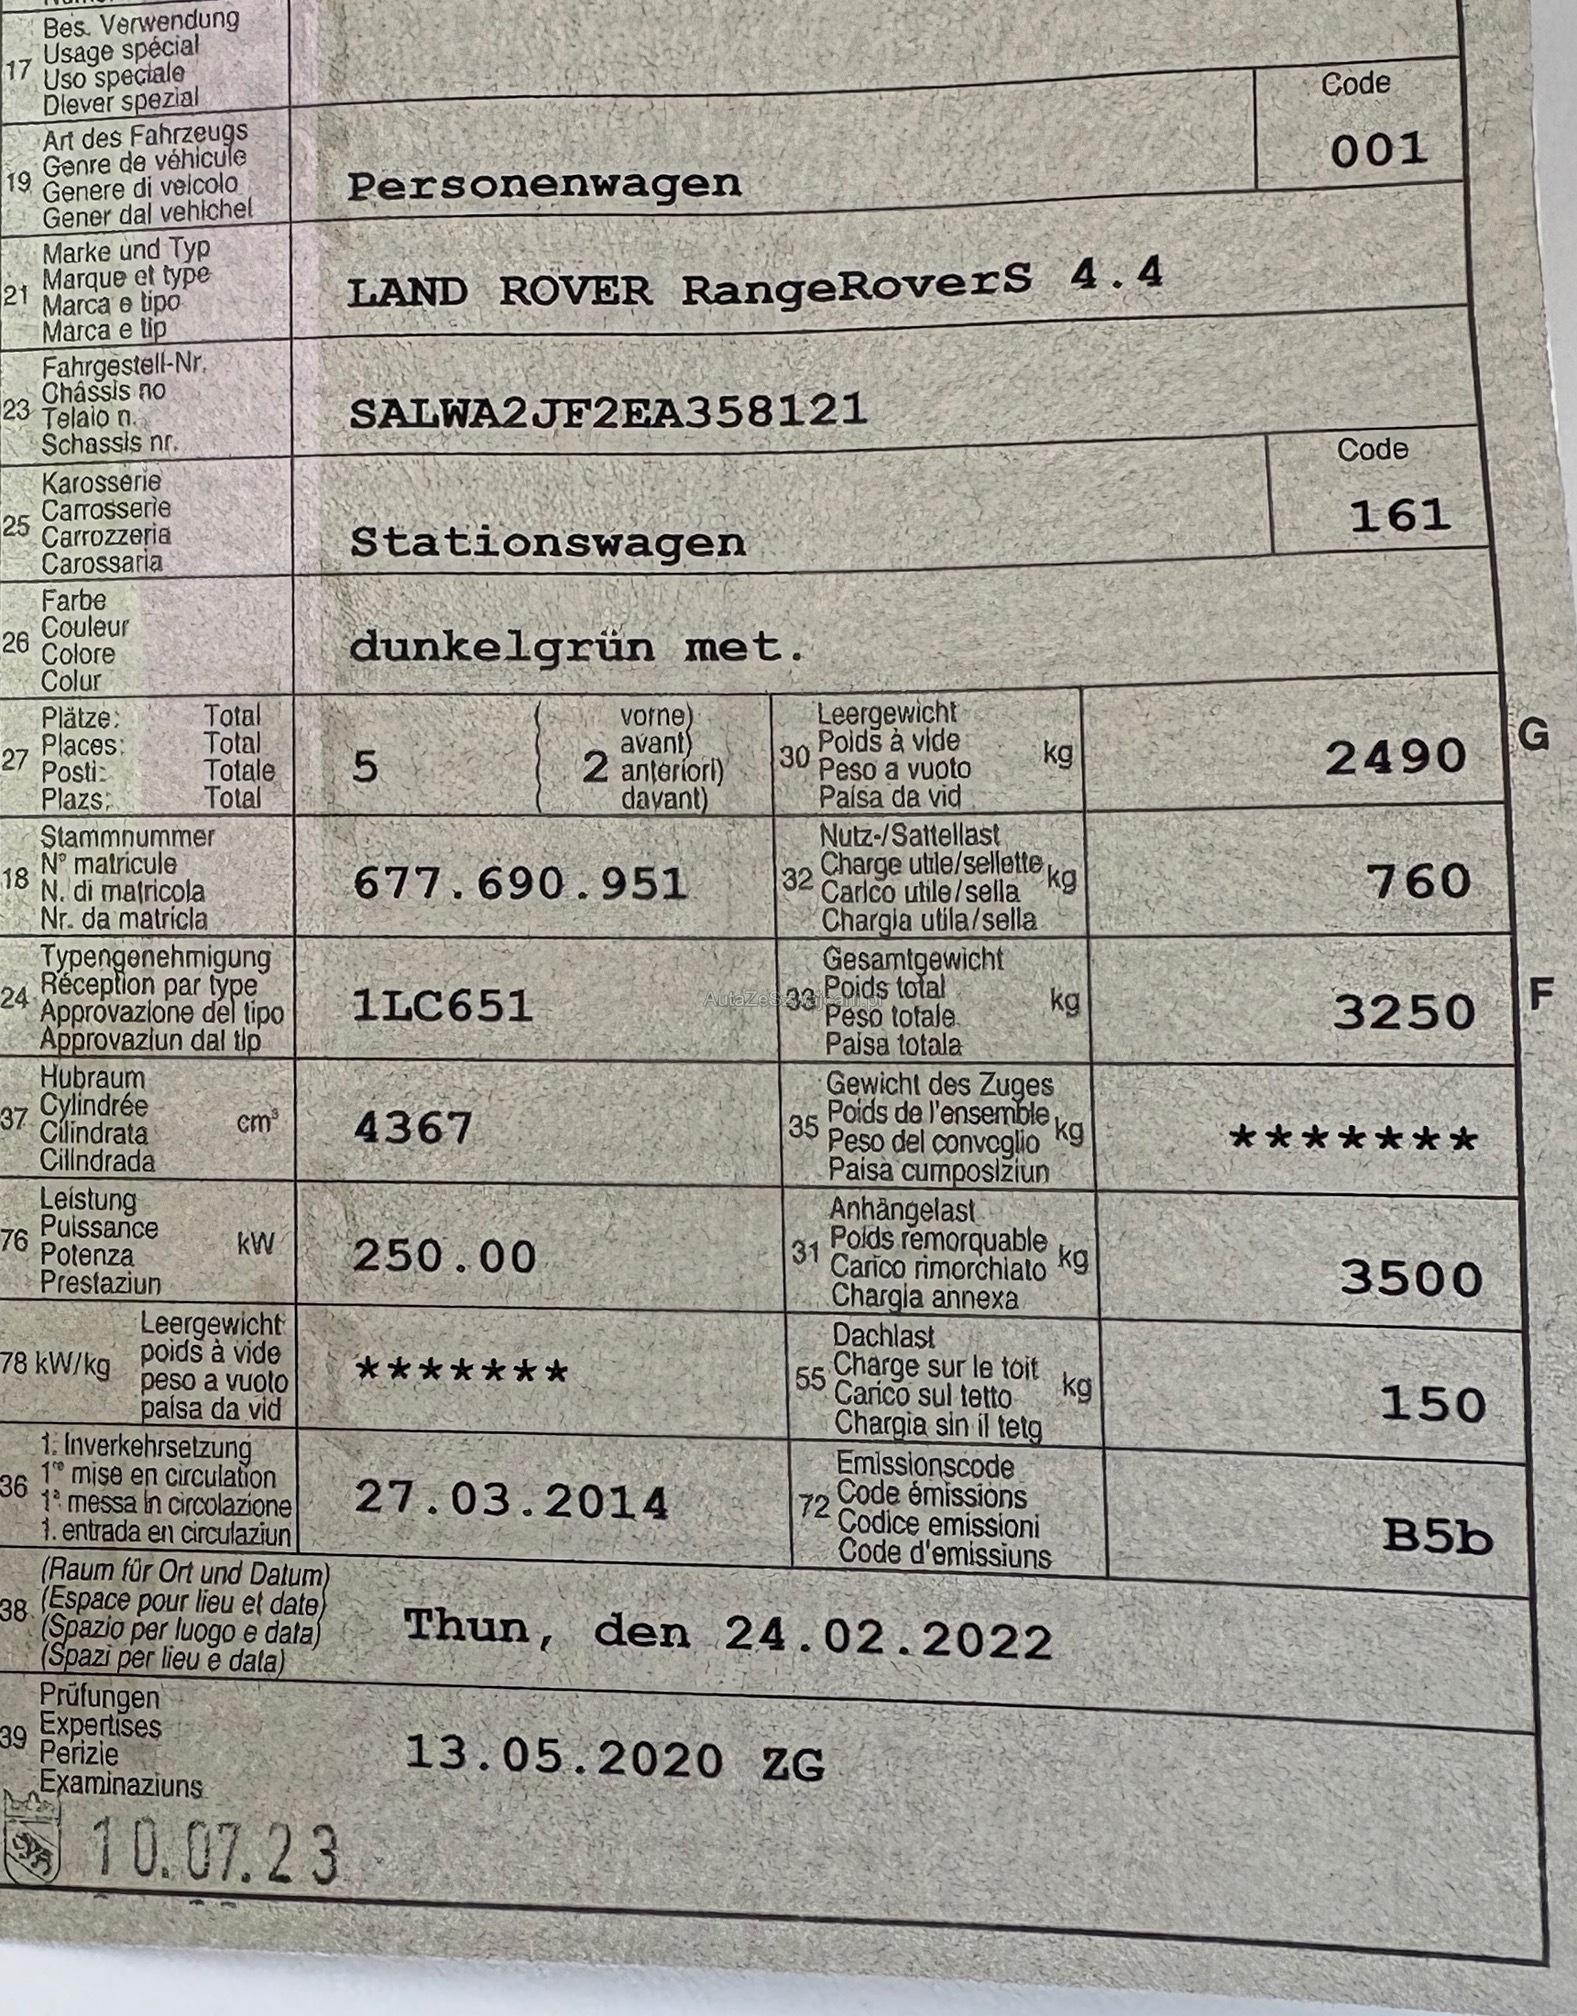 Bes. Verwendung
17 Usage spécial
Uso speciale
Diever spezial
Art des Fahrzeugs
Genre de véhicule
19 Genere di veicolo
Gener dal vehichel
Personenwagen
Code
001
Marke und Typ
21 Marque et type
Marca e tipo
Marca e tip
LAND ROVER RangeRoverS 4.4
Fahrgestell-Nr.
Châssis no
23 Telaio n.
Schassis nr.
SALWA2JF2EA358121
Karosserie
25 Carrosserie
Carrozzeria
Carossaria
Stationswagen
Code
161
Farbe
26 Couleur
Colore
Colur
dunkelgrün met.
Plätze: Total
27 Places: Total
Posti: Totale
Plazs: Total
5
( vorne)
( avant)
( 2 anteriori)
( davant)
Leergewicht
30 Poids à vide kg
Peso a vuoto
Paisa da vid
2490
G
Stammnummer
18 N° matricule
N. di matricola
Nr. da matricla
677.690.951
Nutz-/Sattellast
32 Charge utile/sellette kg
Carico utile/sella
Chargia utila/sella
760
Typengenehmigung
24 Réception par type
Approvazione del tipo
Approvaziun dal tip
1LC651
Gesamtgewicht
33 Poids total kg
Peso totale
Paisa totala
3250
F
AutaZeSzwajcarii.pl
Hubraum
37 Cylindrée cm³
Cilindrata
Cilindrada
4367
Gewicht des Zuges
35 Poids de l'ensemble kg
Peso del convoglio
Paisa cumposiziun
*******
Leistung
76 Puissance kW
Potenza
Prestaziun
250.00
Anhängelast
31 Poids remorquable kg
Carico rimorchiato
Chargia annexa
3500
Leergewicht
78 kW/kg poids à vide
peso a vuoto
paisa da vid
*******
Dachlast
55 Charge sur le toit kg
Carico sul tetto
Chargia sin il tetg
150
1. Inverkehrsetzung
36 1re mise en circulation
1a messa in circolazione
1. entrada en circulaziun
27.03.2014
Emissionscode
72 Code émissions
Codice emissioni
Code d'emissiuns
B5b
(Raum für Ort und Datum)
38 (Espace pour lieu et date)
(Spazio per luogo e data)
(Spazi per lieu e data)
Thun, den 24.02.2022
Prüfungen
39 Expertises
Perizie
Examinaziuns
13.05.2020 ZG
10.07.23